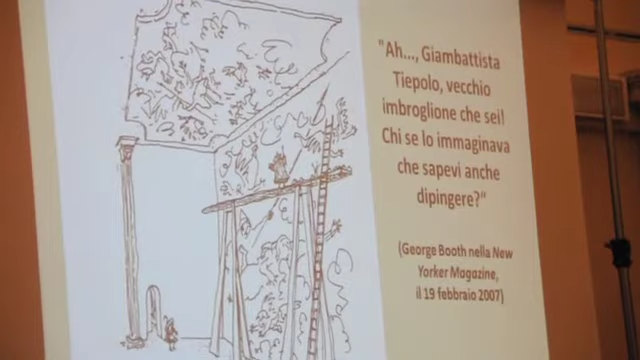 "Ah..., Giambattista
Tiepolo, vecchio
imbroglione che sei!
Chi se lo immaginava
che sapevi anche
dipingere?"
(George Booth nella New
Yorker Magazine,
il 19 febbraio 2007)